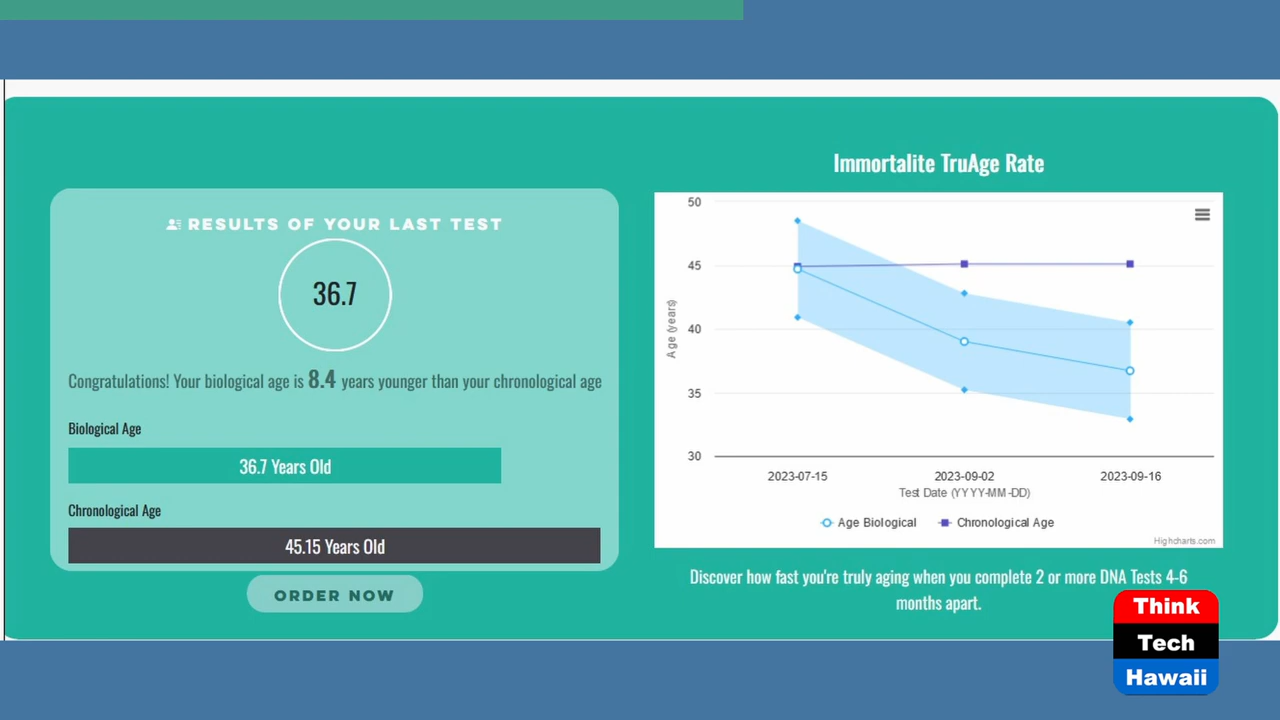 RESULTS OF YOUR LAST TEST
36.7
Congratulations! Your biological age is 8.4 years younger than your chronological age
Biological Age
36.7 Years Old
Chronological Age
45.15 Years Old
ORDER NOW
Immortalite TruAge Rate
50
45
40
35
30
Age (years)
2023-07-15 2023-09-02 2023-09-16
Test Date (YYYY-MM-DD)
Age Biological Chronological Age
Highcharts.com
Discover how fast you're truly aging when you complete 2 or more DNA Tests 4-6
months apart.
Think
Tech
Hawaii